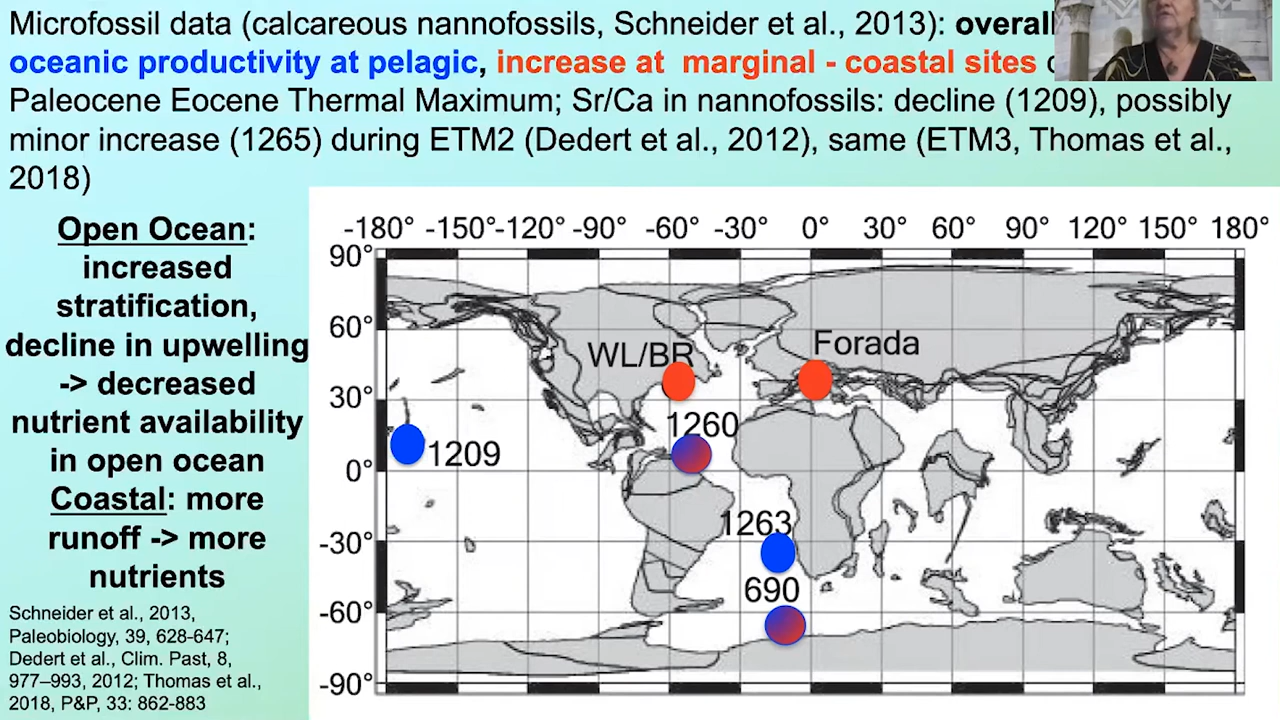 Microfossil data (calcareous nannofossils, Schneider et al., 2013): overall
oceanic productivity at pelagic, increase at marginal - coastal sites
Paleocene Eocene Thermal Maximum; Sr/Ca in nannofossils: decline (1209), possibly
minor increase (1265) during ETM2 (Dedert et al., 2012), same (ETM3, Thomas et al.,
2018)
Open Ocean:
increased
stratification,
decline in upwelling
-> decreased
nutrient availability
in open ocean
Coastal: more
runoff -> more
nutrients
Schneider et al., 2013,
Paleobiology, 39, 628-647;
Dedert et al., Clim. Past, 8,
977–993, 2012; Thomas et al.,
2018, P&P, 33: 862-883
-180° -150° -120° -90° -60° -30° 0° 30° 60° 90° 120° 150° 180°
90°
60°
30°
0°
-30°
-60°
-90°
WL/BR
Forada
1260
1209
1263
690